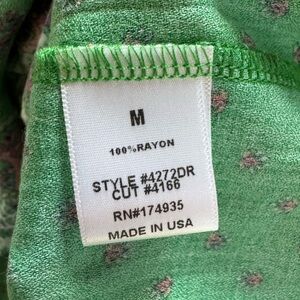 M
100%RAYON
STYLE #4272DR
CUT #4166
RN#174935
MADE IN USA